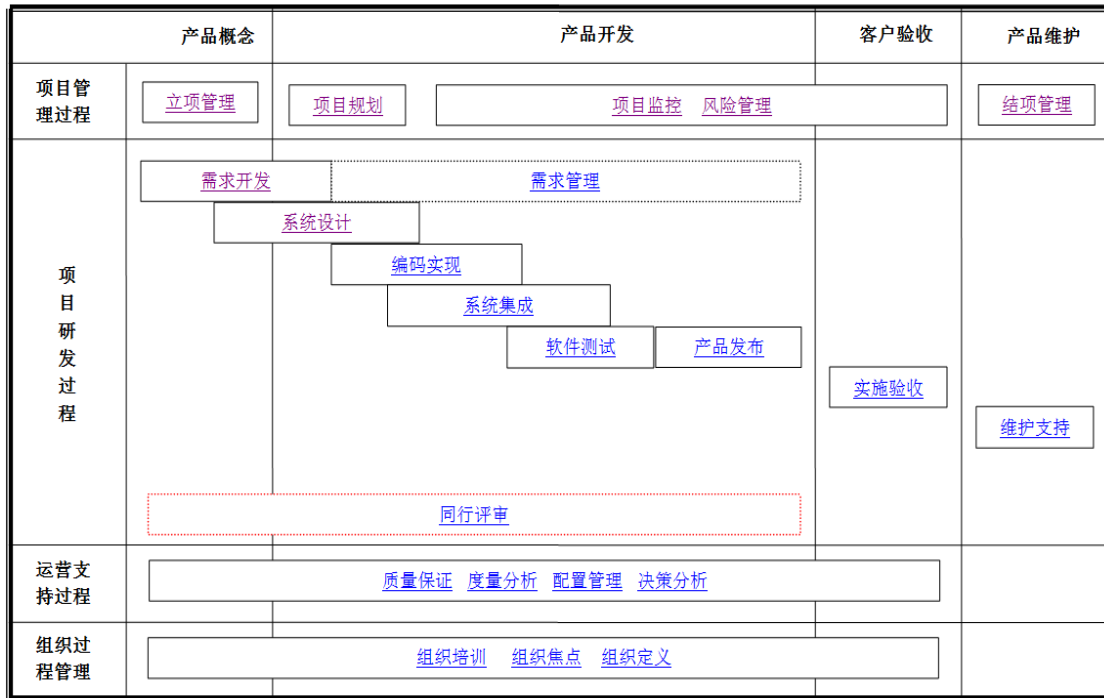 产品概念 产品开发 客户验收 产品维护
项目管
理过程
立项管理 项目规划 项目监控 风险管理 结项管理
需求开发 需求管理
系统设计
编码实现
项
目
研
发
过
程
系统集成
软件测试 产品发布
实施验收
维护支持
同行评审
运营支
持过程
质量保证 度量分析 配置管理 决策分析
组织过
程管理
组织培训 组织焦点 组织定义